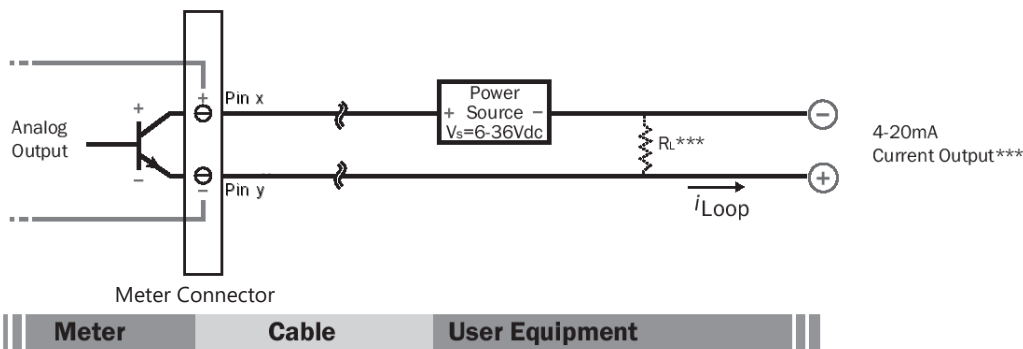 Analog
Output
+
−
+
Pin x
−
Pin y
Power
+ Source −
Vs=6-36Vdc
RL***
iLoop
−
+
4-20mA
Current Output***
Meter Connector
Meter
Cable
User Equipment